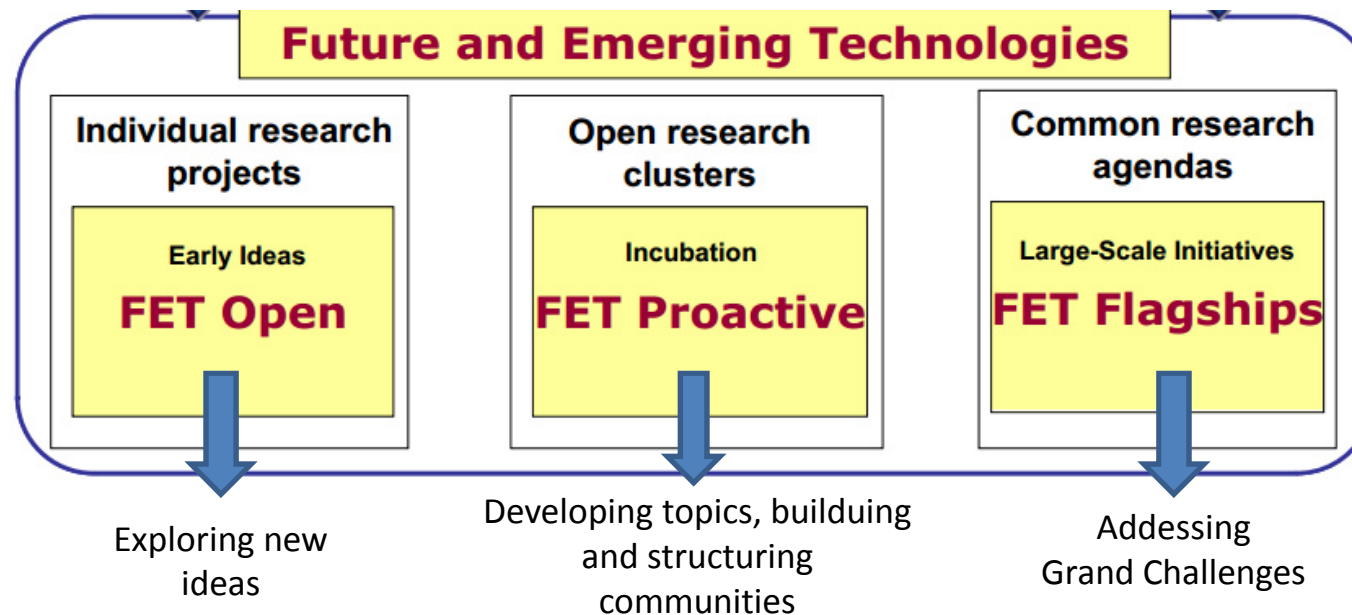 Future and Emerging Technologies
Individual research
projects
Early Ideas
FET Open
Exploring new
ideas
Open research
clusters
Incubation
FET Proactive
Developing topics, builduing
and structuring
communities
Common research
agendas
Large-Scale Initiatives
FET Flagships
Addessing
Grand Challenges